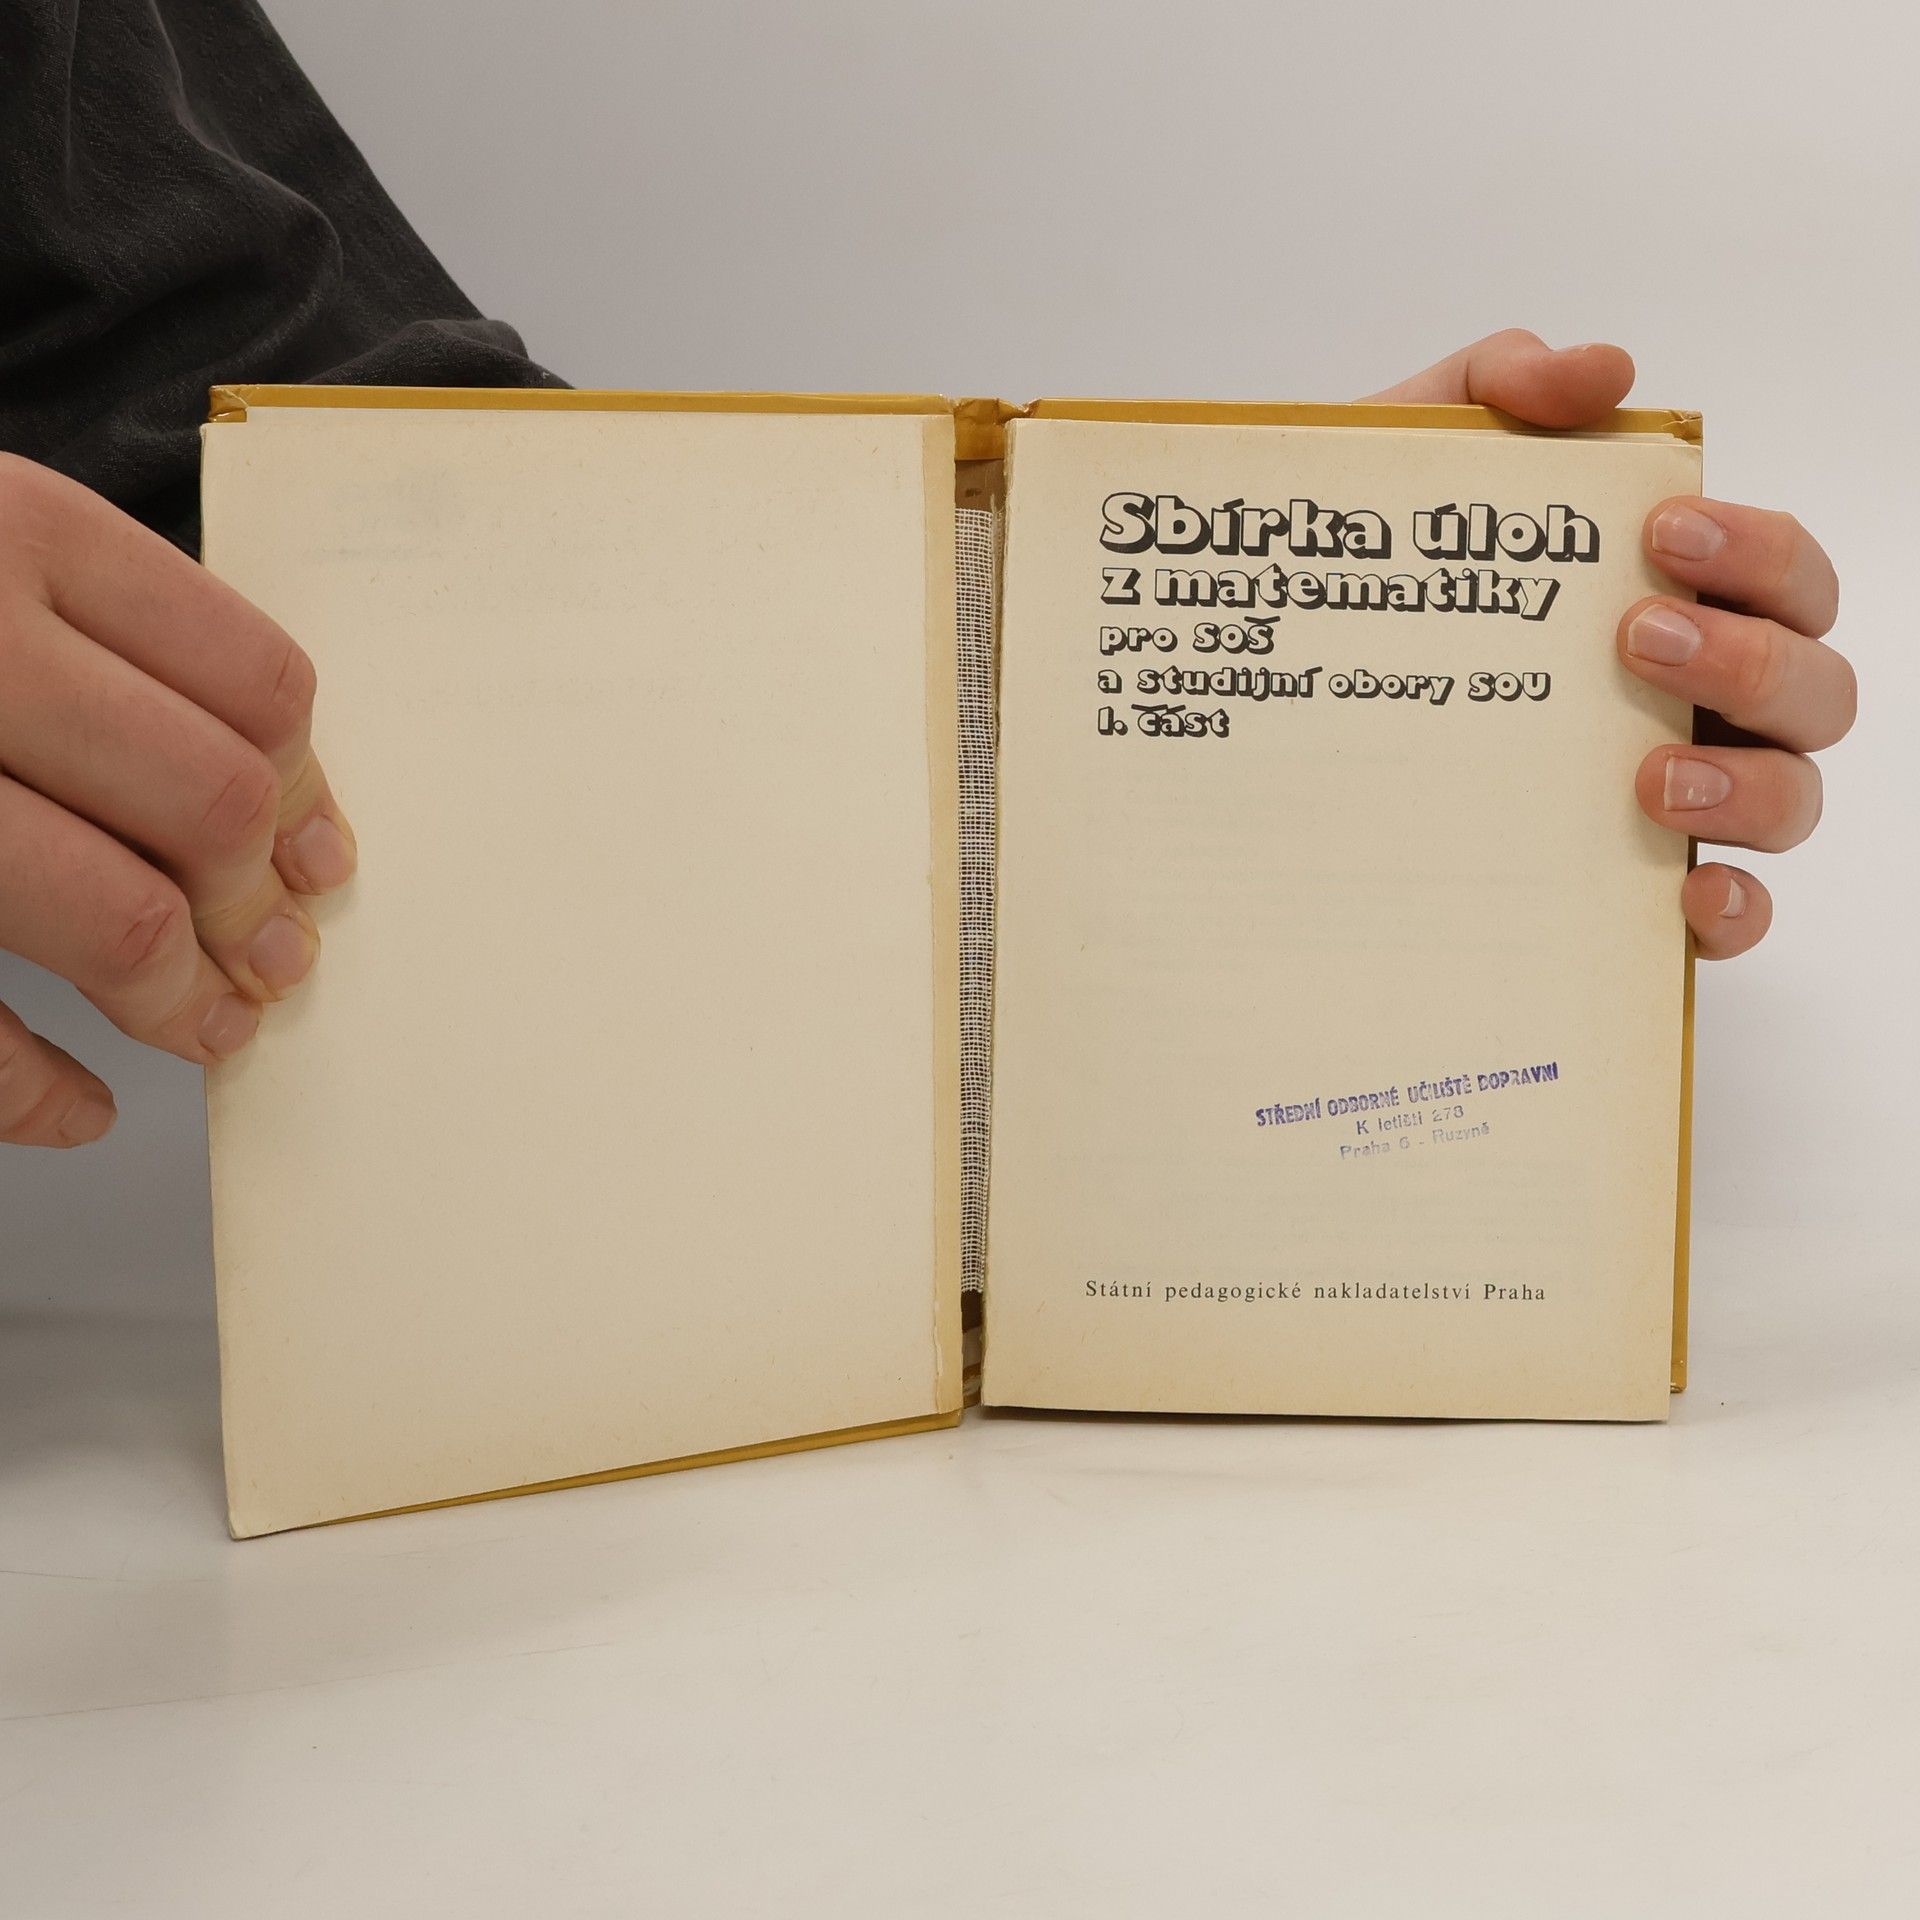 Sbírka úloh
z matematiky
pro SOŠ
a studijní obory SOU
I. část
STŘEDNÍ ODBORNÉ UČILIŠTĚ DOPRAVNÍ
K letišti 278
Praha 6 - Ruzyně
Státní pedagogické nakladatelství Praha